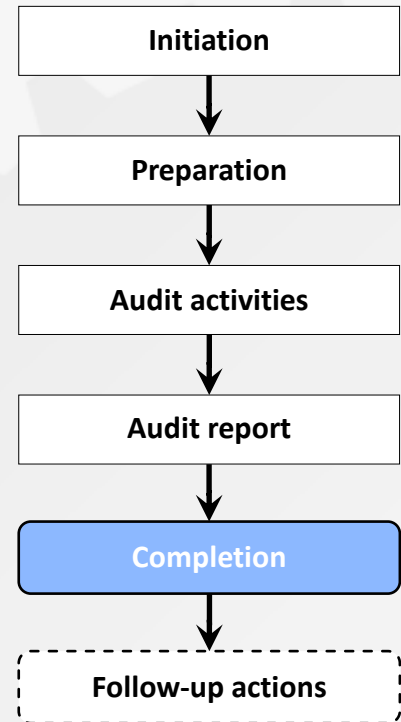 Initiation
Preparation
Audit activities
Audit report
Completion
Follow-up actions